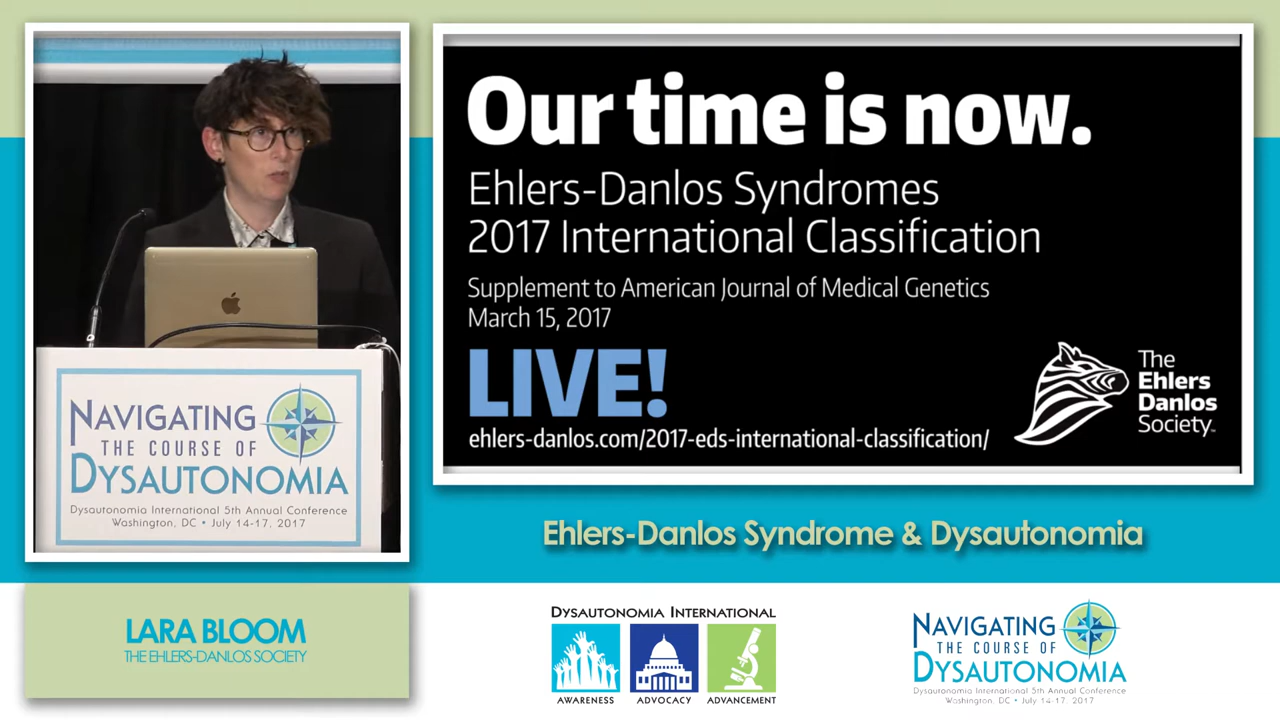 Our time is now.
Ehlers-Danlos Syndromes
2017 International Classification
Supplement to American Journal of Medical Genetics
March 15, 2017
LIVE!
ehlers-danlos.com/2017-eds-international-classification/
The
Ehlers
Danlos
Society™
NAVIGATING
THE COURSE OF
DYSAUTONOMIA
Dysautonomia International 5th Annual Conference
Washington, DC • July 14-17, 2017
Ehlers-Danlos Syndrome & Dysautonomia
LARA BLOOM
THE EHLERS-DANLOS SOCIETY
DYSAUTONOMIA INTERNATIONAL
AWARENESS ADVOCACY ADVANCEMENT
NAVIGATING
THE COURSE OF
DYSAUTONOMIA
Dysautonomia International 5th Annual Conference
Washington, DC • July 14-17, 2017